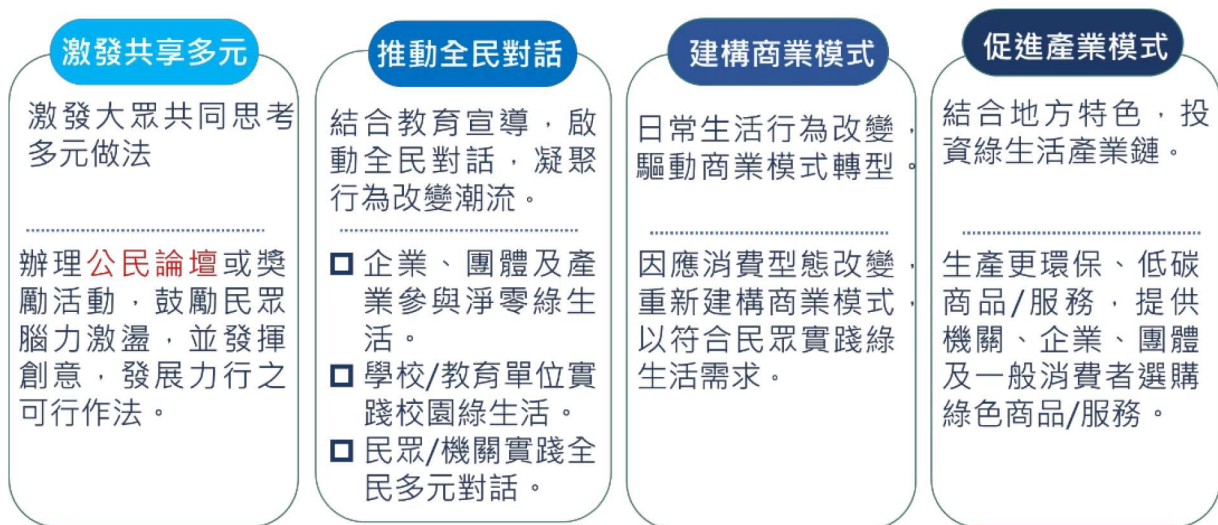 激發共享多元
激發大眾共同思考
多元做法
辦理公民論壇或獎
勵活動，鼓勵民眾
腦力激盪，並發揮
創意，發展力行之
可行作法。
推動全民對話
結合教育宣導，啟
動全民對話，凝聚
行為改變潮流。
企業、團體及產
業參與淨零綠生
活。
學校/教育單位實
踐校園綠生活。
民眾/機關實踐全
民多元對話。
建構商業模式
日常生活行為改變，
驅動商業模式轉型。
因應消費型態改變，
重新建構商業模式，
以符合民眾實踐綠
生活需求。
促進產業模式
結合地方特色，投
資綠生活產業鏈。
生產更環保、低碳
商品/服務，提供
機關、企業、團體
及一般消費者選購
綠色商品/服務。